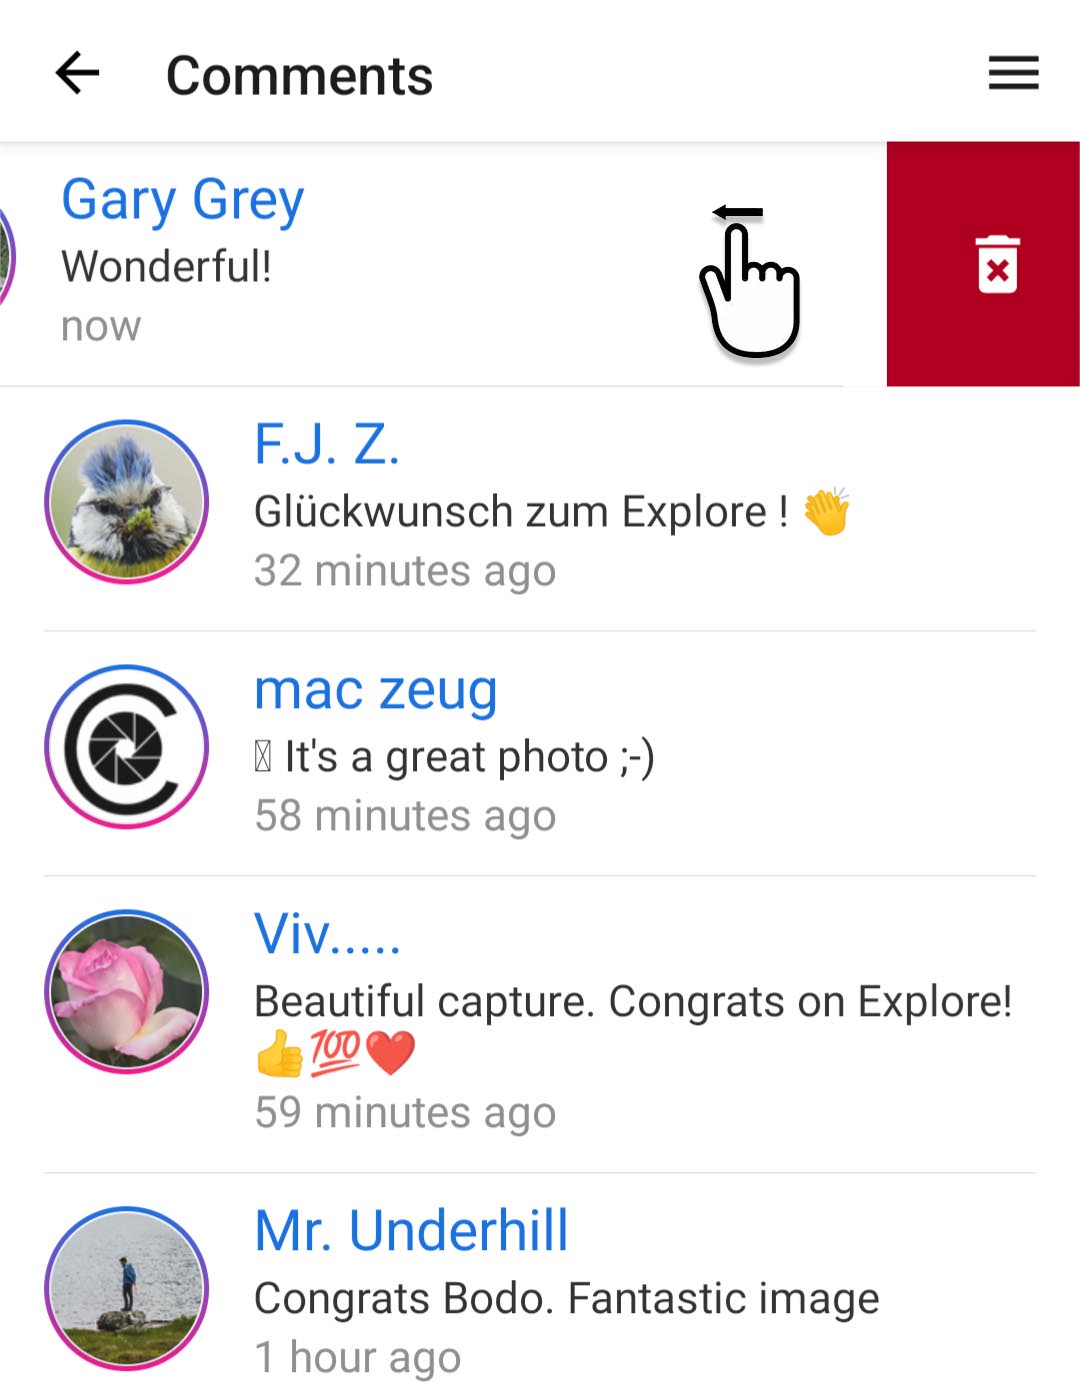 Comments
Gary Grey
Wonderful!
now
F.J. Z.
Glückwunsch zum Explore ! 👏
32 minutes ago
mac zeug
It's a great photo ;-)
58 minutes ago
Viv.....
Beautiful capture. Congrats on Explore!
👍💯❤️
59 minutes ago
Mr. Underhill
Congrats Bodo. Fantastic image
1 hour ago